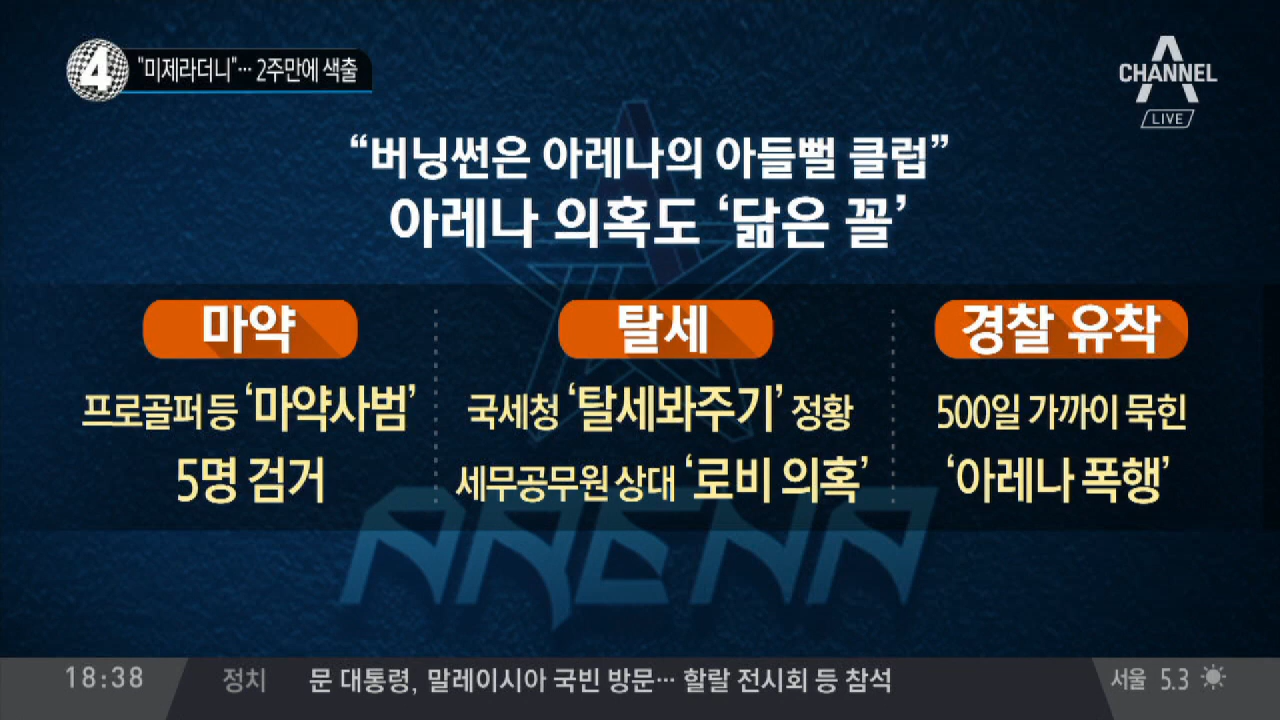 4 "미제라더니"… 2주만에 색출
CHANNEL A
LIVE
“버닝썬은 아레나의 아들뻘 클럽”
아레나 의혹도 ‘닮은 꼴’
마약
프로골퍼 등 ‘마약사범’
5명 검거
탈세
국세청 ‘탈세봐주기’ 정황
세무공무원 상대 ‘로비 의혹’
경찰 유착
500일 가까이 묵힌
‘아레나 폭행’
ARENA
18:38 정치 문 대통령, 말레이시아 국빈 방문… 할랄 전시회 등 참석 서울 5.3